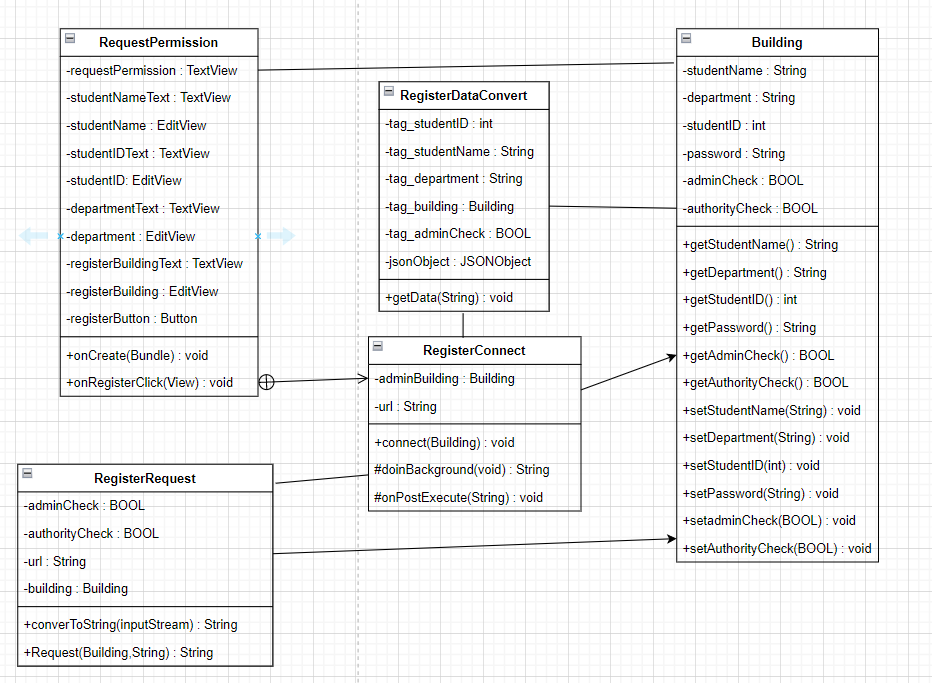 RequestPermission
-requestPermission : TextView
-studentNameText : TextView
-studentName : EditView
-studentIDText : TextView
-studentID: EditView
-departmentText : TextView
-department : EditView
-registerBuildingText : TextView
-registerBuilding : EditView
-registerButton : Button
+onCreate(Bundle) : void
+onRegisterClick(View) : void
RegisterDataConvert
-tag_studentID : int
-tag_studentName : String
-tag_department : String
-tag_building : Building
-tag_adminCheck : BOOL
-jsonObject : JSONObject
+getData(String) : void
Building
-studentName : String
-department : String
-studentID : int
-password : String
-adminCheck : BOOL
-authorityCheck : BOOL
+getStudentName() : String
+getDepartment() : String
+getStudentID() : int
+getPassword() : String
+getAdminCheck() : BOOL
+getAuthorityCheck() : BOOL
+setStudentName(String) : void
+setDepartment(String) : void
+setStudentID(int) : void
+setPassword(String) : void
+setadminCheck(BOOL) : void
+setAuthorityCheck(BOOL) : void
RegisterConnect
-adminBuilding : Building
-url : String
+connect(Building) : void
#doinBackground(void) : String
#onPostExecute(String) : void
RegisterRequest
-adminCheck : BOOL
-authorityCheck : BOOL
-url : String
-building : Building
+converToString(inputStream) : String
+Request(Building,String) : String